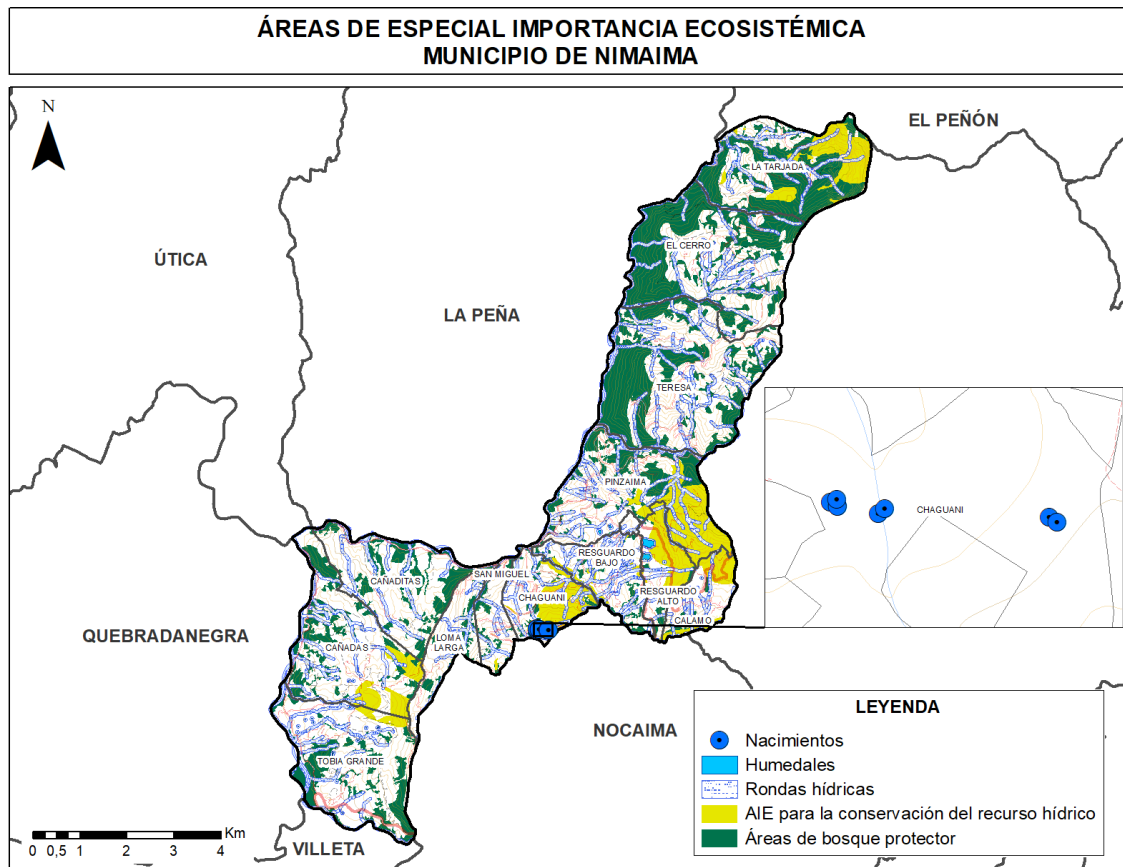 ÁREAS DE ESPECIAL IMPORTANCIA ECOSISTÉMICA
MUNICIPIO DE NIMAIMA
N
EL PEÑÓN
LA TARJADA
EL CERRO
ÚTICA
LA PEÑA
TERESA
PINZAIMA
CHAGUANI
RESGUARDO
BAJO
SAN MIGUEL
CAÑADITAS
CHAGUANI
RESGUARDO
ALTO
CALAMO
QUEBRADANEGRA
LOMA
LARGA
CAÑADAS
NOCAIMA
TOBIA GRANDE
VILLETA
LEYENDA
Nacimientos
Humedales
Rondas hídricas
AIE para la conservación del recurso hídrico
Áreas de bosque protector
Km
0 0,5 1 2 3 4